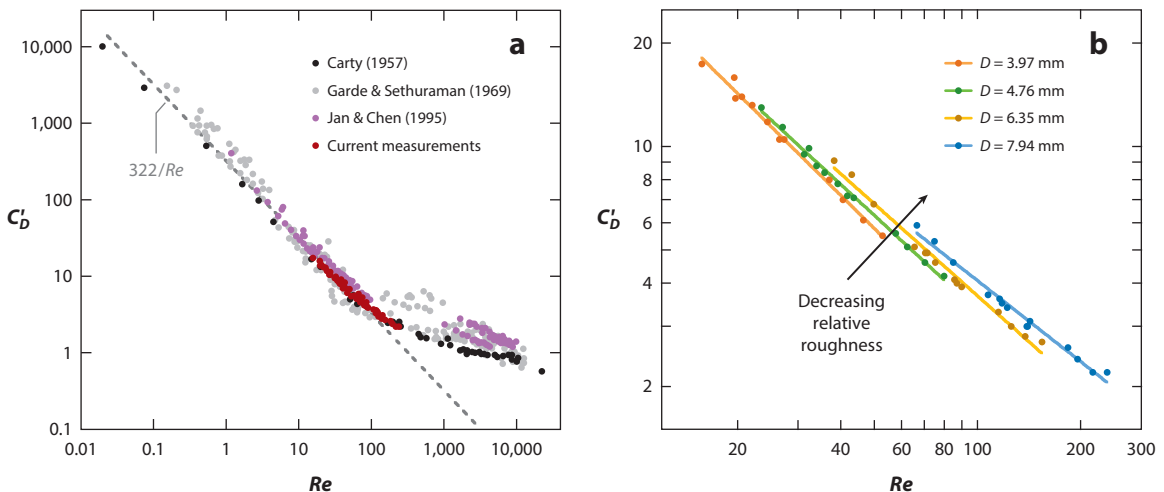 a
10,000
1,000
100
10
1
0.1
C′D
0.01
0.1
1
10
100
1,000
10,000
Re
322/Re
Carty (1957)
Garde & Sethuraman (1969)
Jan & Chen (1995)
Current measurements
b
20
10
8
6
4
2
C′D
20
40
60
80
100
200
300
Re
D = 3.97 mm
D = 4.76 mm
D = 6.35 mm
D = 7.94 mm
Decreasing
relative
roughness